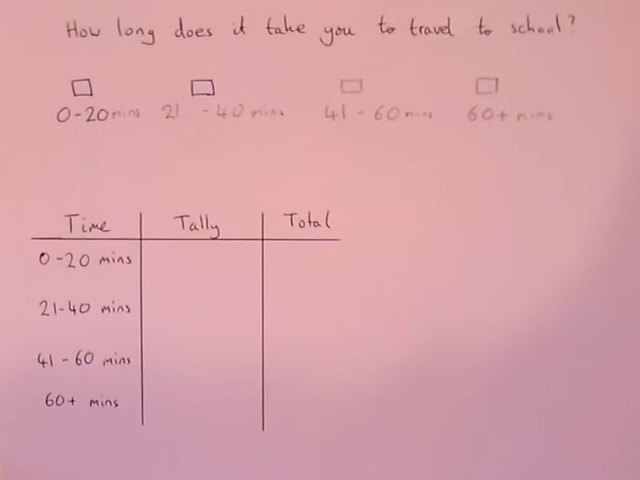 How long does it take you to travel to school?
0-20 mins 21 - 40 mins 41 - 60 mins 60+ mins
Time Tally Total
0-20 mins
21-40 mins
41 - 60 mins
60+ mins